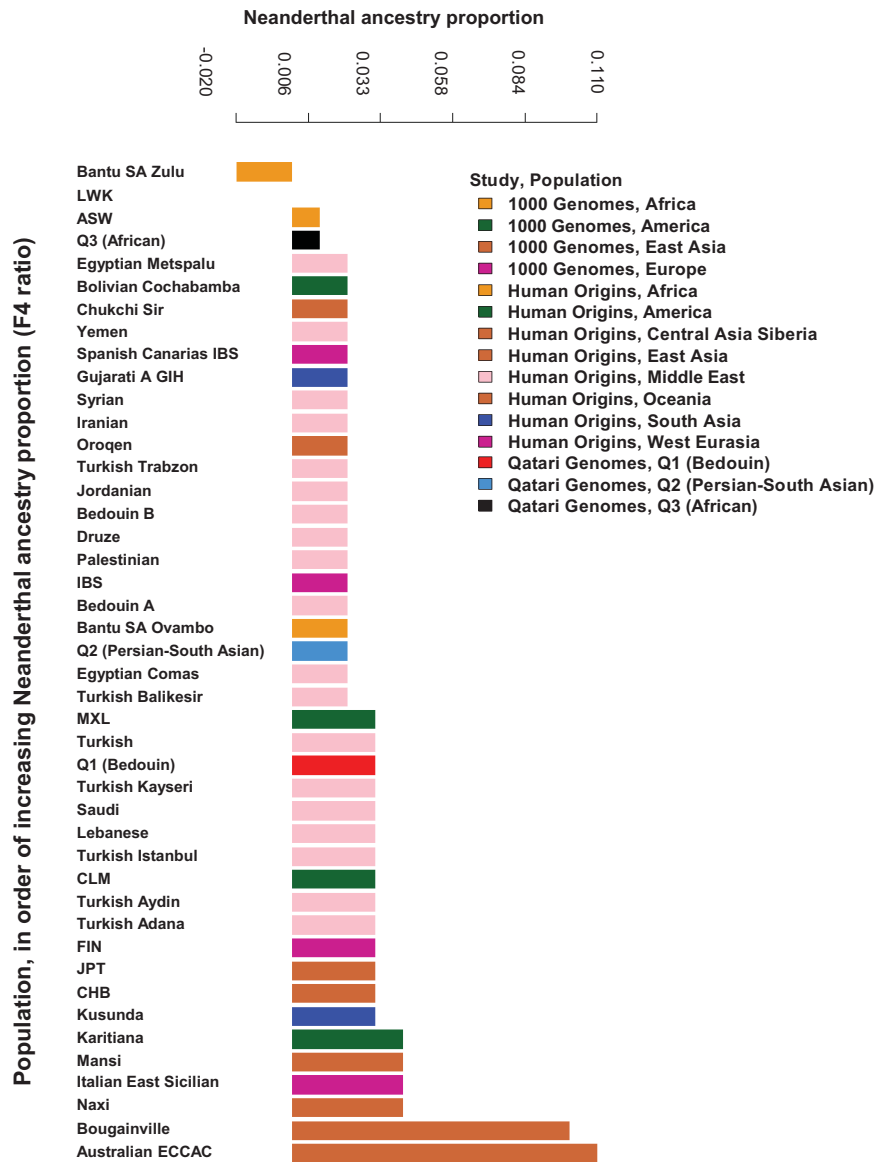 Neanderthal ancestry proportion
-0.020
0.006
0.033
0.058
0.084
0.110
Population, in order of increasing Neanderthal ancestry proportion (F4 ratio)
Bantu SA Zulu
LWK
ASW
Q3 (African)
Egyptian Metspalu
Bolivian Cochabamba
Chukchi Sir
Yemen
Spanish Canarias IBS
Gujarati A GIH
Syrian
Iranian
Oroqen
Turkish Trabzon
Jordanian
Bedouin B
Druze
Palestinian
IBS
Bedouin A
Bantu SA Ovambo
Q2 (Persian-South Asian)
Egyptian Comas
Turkish Balikesir
MXL
Turkish
Q1 (Bedouin)
Turkish Kayseri
Saudi
Lebanese
Turkish Istanbul
CLM
Turkish Aydin
Turkish Adana
FIN
JPT
CHB
Kusunda
Karitiana
Mansi
Italian East Sicilian
Naxi
Bougainville
Australian ECCAC
Study, Population
1000 Genomes, Africa
1000 Genomes, America
1000 Genomes, East Asia
1000 Genomes, Europe
Human Origins, Africa
Human Origins, America
Human Origins, Central Asia Siberia
Human Origins, East Asia
Human Origins, Middle East
Human Origins, Oceania
Human Origins, South Asia
Human Origins, West Eurasia
Qatari Genomes, Q1 (Bedouin)
Qatari Genomes, Q2 (Persian-South Asian)
Qatari Genomes, Q3 (African)